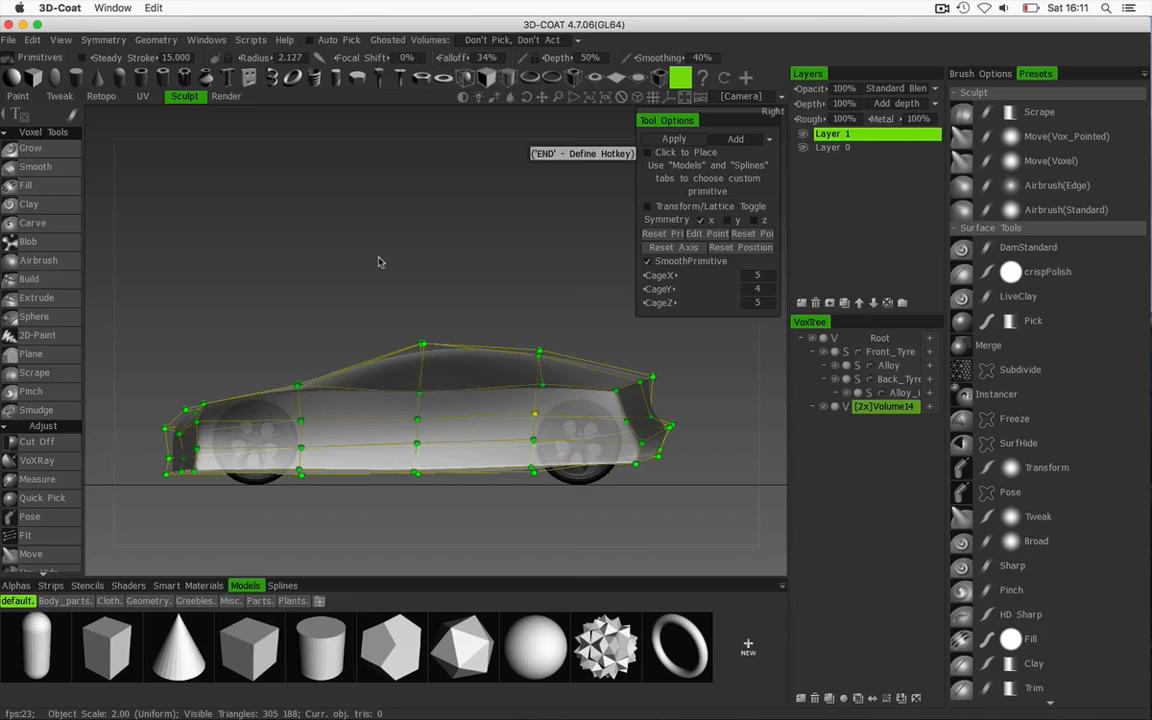 3D-Coat Window Edit Sat 16:11
3D-COAT 4.7.06(GL64)
File Edit View Symmetry Geometry Windows Scripts Help Auto Pick Ghosted Volumes: Don't Pick, Don't Act
Primitives Steady Stroke 15.000 Radius 2.127 Focal Shift 0% Falloff 34% Depth 50% Smoothing 40%
Paint Tweak Retopo UV Sculpt Render [Camera]
Right
Voxel Tools
Grow
Smooth
Fill
Clay
Carve
Blob
Airbrush
Build
Extrude
Sphere
2D-Paint
Plane
Scrape
Pinch
Smudge
Adjust
Cut Off
VoXRay
Measure
Quick Pick
Pose
Fit
Move
('END' - Define Hotkey)
Tool Options
Apply Add
Click to Place
Use "Models" and "Splines"
tabs to choose custom
primitive
Transform/Lattice Toggle
Symmetry x y z
Reset Pri Edit Point Reset Poi
Reset Axis Reset Position
SmoothPrimitive
CageX 5
CageY 4
CageZ 5
Layers
Opacity 100% Standard Blen
Depth 100% Add depth
Rough 100% Metal 100%
Layer 1
Layer 0
VoxTree
V Root +
S Front_Tyre +
S Alloy +
S Back_Tyre +
S Alloy_ +
V [2x]Volume14 +
Brush Options Presets
Sculpt
Scrape
Move(Vox_Pointed)
Move(Voxel)
Airbrush(Edge)
Airbrush(Standard)
Surface Tools
DamStandard
crispPolish
LiveClay
Pick
Merge
Subdivide
Instancer
Freeze
SurfHide
Transform
Pose
Tweak
Broad
Sharp
Pinch
HD Sharp
Fill
Clay
Trim
Alphas Strips Stencils Shaders Smart Materials Models Splines
default. Body_parts. Cloth. Geometry. Greebles. Misc. Parts. Plants.
NEW
fps:23; Object Scale: 2.00 (Uniform); Visible Triangles: 305 188; Curr. obj. tris: 0